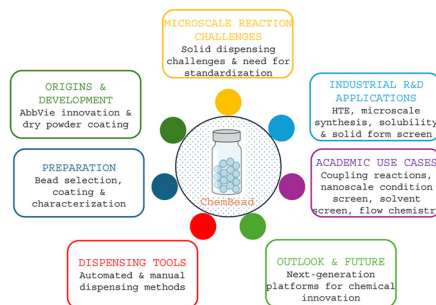 MICROSCALE REACTION
CHALLENGES
Solid dispensing
challenges & need for
standardization
ORIGINS &
DEVELOPMENT
AbbVie innovation &
dry powder coating
INDUSTRIAL R&D
APPLICATIONS
HTE, microscale
synthesis, solubility
& solid form screen
PREPARATION
Bead selection,
coating &
characterization
ChemBead
ACADEMIC USE CASES
Coupling reactions,
nanoscale condition
screen, solvent
screen, flow chemistry
DISPENSING TOOLS
Automated & manual
dispensing methods
OUTLOOK & FUTURE
Next-generation
platforms for chemical
innovation